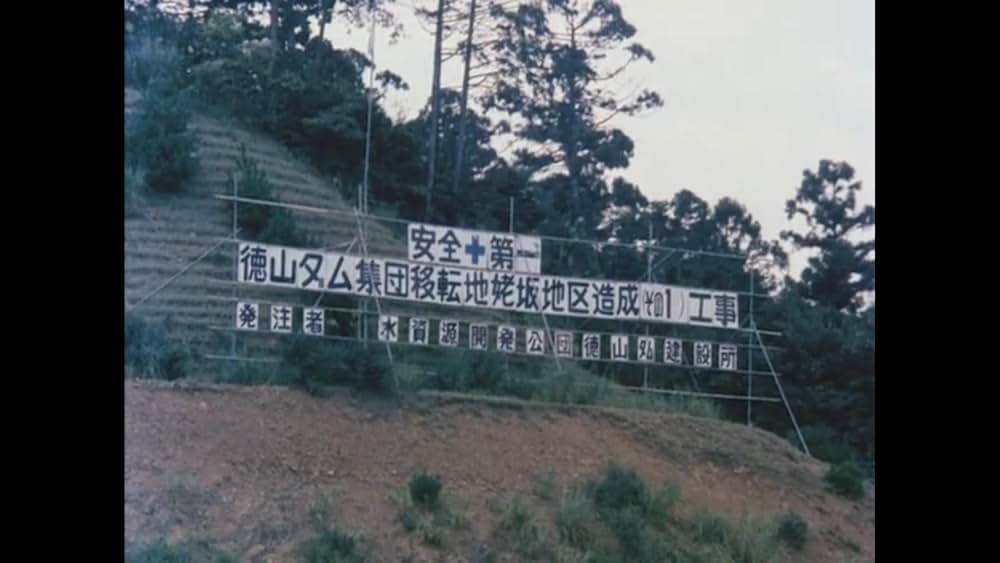 安全✚第
徳山ダム集団移転地姥坂地区造成(その1)工事
発注者 水資源開発公団徳山ダム建設所